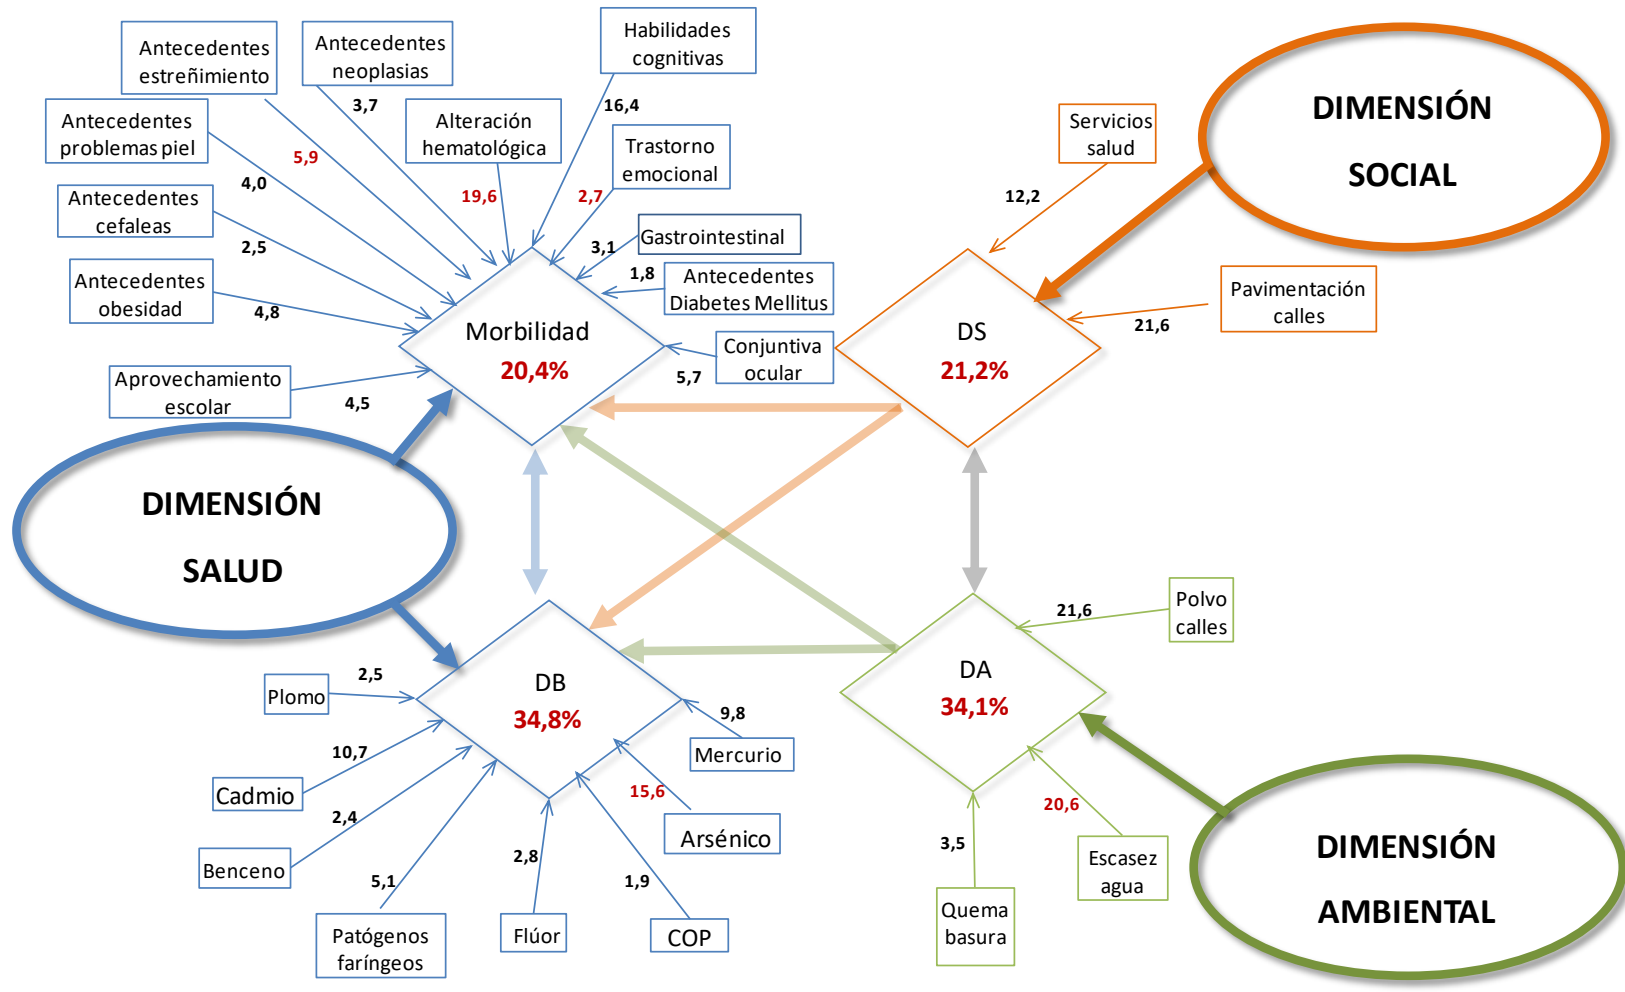 Antecedentes
estreñimiento
Antecedentes
neoplasias
Habilidades
cognitivas
3,7
16,4
Antecedentes
problemas piel
5,9
4,0
Alteración
hematológica
19,6
Trastorno
emocional
2,7
Antecedentes
cefaleas
2,5
Gastrointestinal
3,1
Antecedentes
Diabetes Mellitus
1,8
Antecedentes
obesidad
4,8
Morbilidad
20,4%
Conjuntiva
ocular
5,7
Aprovechamiento
escolar
4,5
Servicios
salud
12,2
DIMENSIÓN
SOCIAL
Pavimentación
calles
21,6
DS
21,2%
DIMENSIÓN
SALUD
Polvo
calles
21,6
DB
34,8%
DA
34,1%
Plomo
2,5
Mercurio
9,8
Cadmio
10,7
Arsénico
15,6
Benceno
2,4
Patógenos
faríngeos
5,1
Flúor
2,8
COP
1,9
Quema
basura
3,5
Escasez
agua
20,6
DIMENSIÓN
AMBIENTAL